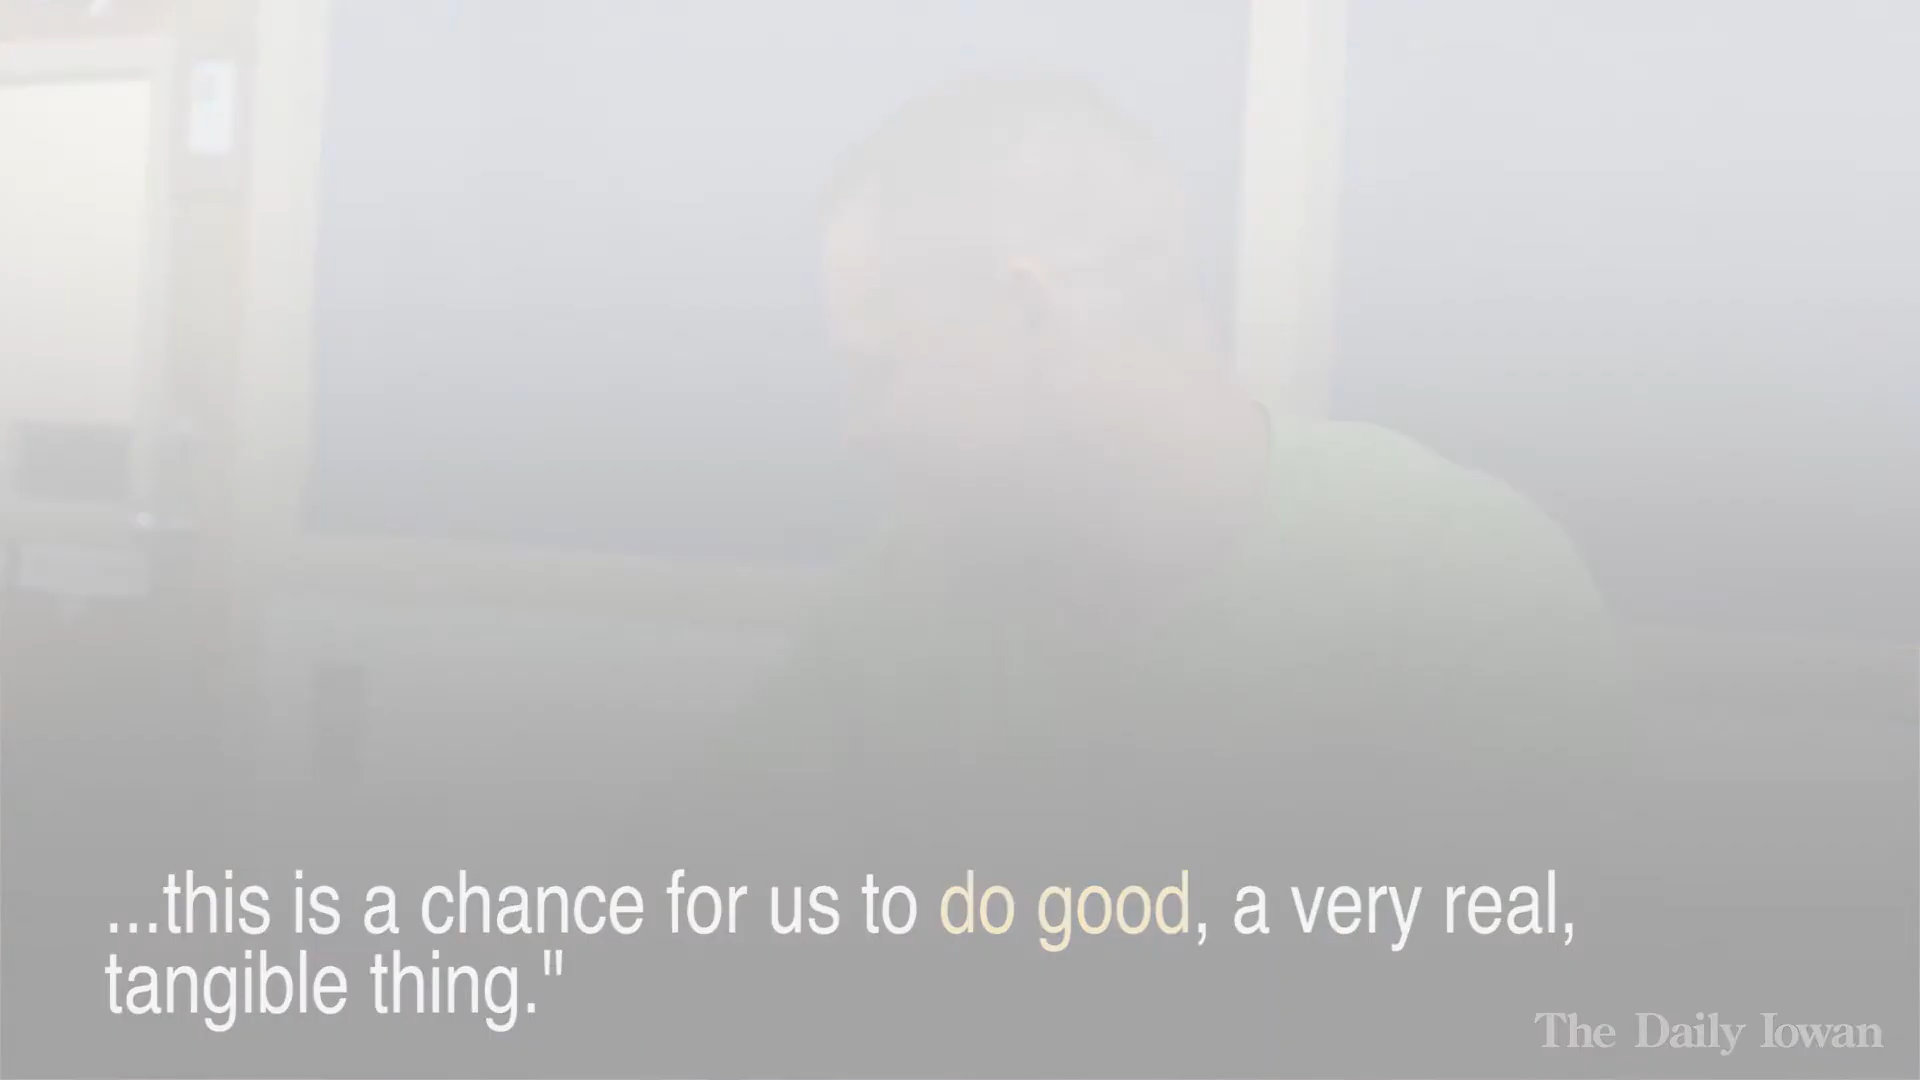 ...this is a chance for us to do good, a very real,
tangible thing."
The Daily Iowan